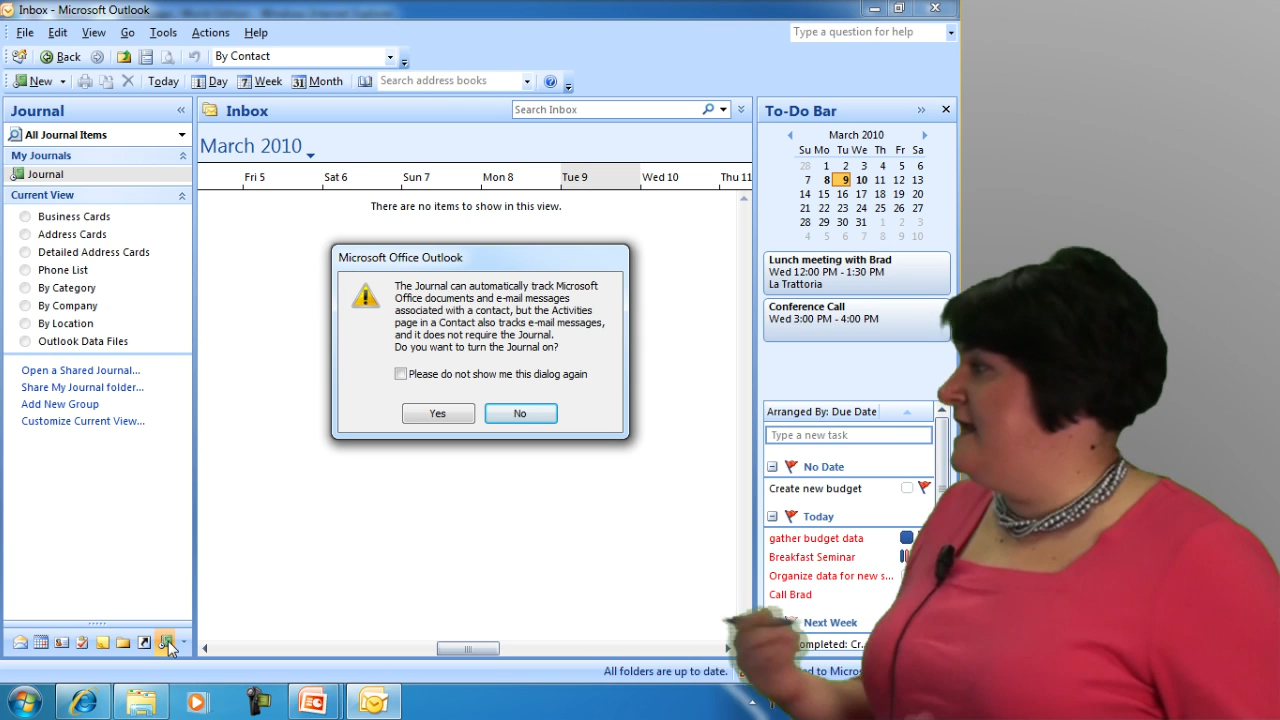 Inbox - Microsoft Outlook
File Edit View Go Tools Actions Help
Type a question for help
Back
By Contact
New
Today
1 Day
7 Week
31 Month
Search address books
Journal
All Journal Items
My Journals
Journal
Current View
Business Cards
Address Cards
Detailed Address Cards
Phone List
By Category
By Company
By Location
Outlook Data Files
Open a Shared Journal...
Share My Journal folder...
Add New Group
Customize Current View...
Inbox
Search Inbox
March 2010
Fri 5 Sat 6 Sun 7 Mon 8 Tue 9 Wed 10 Thu 11
There are no items to show in this view.
Microsoft Office Outlook
The Journal can automatically track Microsoft
Office documents and e-mail messages
associated with a contact, but the Activities
page in a Contact also tracks e-mail messages,
and it does not require the Journal.
Do you want to turn the Journal on?
Please do not show me this dialog again
Yes No
To-Do Bar
March 2010
Su Mo Tu We Th Fr Sa
28 1 2 3 4 5 6
7 8 9 10 11 12 13
14 15 16 17 18 19 20
21 22 23 24 25 26 27
28 29 30 31 1 2 3
4 5 6 7 8 9 10
Lunch meeting with Brad
Wed 12:00 PM - 1:30 PM
La Trattoria
Conference Call
Wed 3:00 PM - 4:00 PM
Arranged By: Due Date
Type a new task
No Date
Create new budget
Today
gather budget data
Breakfast Seminar
Organize data for new s...
Call Brad
Next Week
ompleted: Cr...
All folders are up to date.
d to Micros